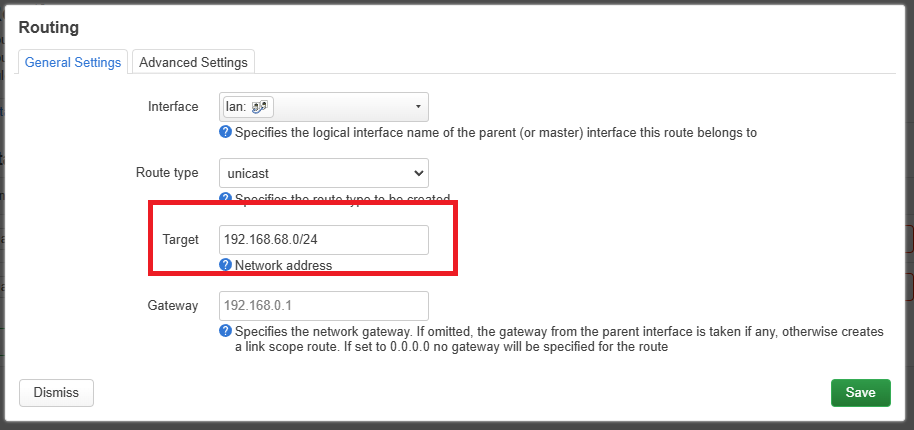 Routing
General Settings
Advanced Settings
Interface
lan:
Specifies the logical interface name of the parent (or master) interface this route belongs to
Route type
unicast
Specifies the route type to be created
Target
192.168.68.0/24
Network address
Gateway
192.168.0.1
Specifies the network gateway. If omitted, the gateway from the parent interface is taken if any, otherwise creates
a link scope route. If set to 0.0.0.0 no gateway will be specified for the route
Dismiss
Save